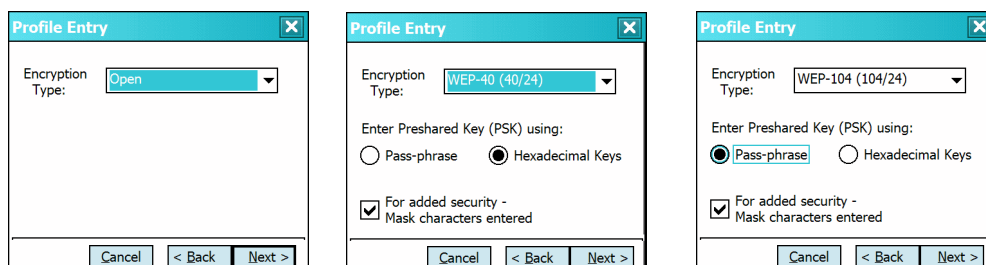 Profile Entry
Encryption
Type:
Open
Cancel
< Back
Next >
Profile Entry
Encryption
Type:
WEP-40 (40/24)
Enter Preshared Key (PSK) using:
Pass-phrase
Hexadecimal Keys
For added security -
Mask characters entered
Cancel
< Back
Next >
Profile Entry
Encryption
Type:
WEP-104 (104/24)
Enter Preshared Key (PSK) using:
Pass-phrase
Hexadecimal Keys
For added security -
Mask characters entered
Cancel
< Back
Next >